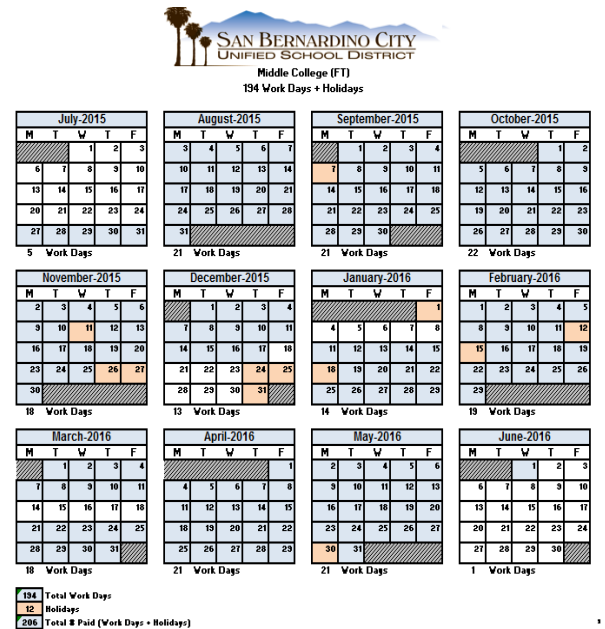 SAN BERNARDINO CITY
UNIFIED SCHOOL DISTRICT
Middle College (FT)
194 Work Days + Holidays
July-2015
M T W T F
1 2 3
6 7 8 9 10
13 14 15 16 17
20 21 22 23 24
27 28 29 30 31
5 Work Days
August-2015
M T W T F
3 4 5 6 7
10 11 12 13 14
17 18 19 20 21
24 25 26 27 28
31
21 Work Days
September-2015
M T W T F
1 2 3 4
7 8 9 10 11
14 15 16 17 18
21 22 23 24 25
28 29 30
21 Work Days
October-2015
M T W T F
1 2
5 6 7 8 9
12 13 14 15 16
19 20 21 22 23
26 27 28 29 30
22 Work Days
November-2015
M T W T F
2 3 4 5 6
9 10 11 12 13
16 17 18 19 20
23 24 25 26 27
30
18 Work Days
December-2015
M T W T F
1 2 3 4
7 8 9 10 11
14 15 16 17 18
21 22 23 24 25
28 29 30 31
13 Work Days
January-2016
M T W T F
1
4 5 6 7 8
11 12 13 14 15
18 19 20 21 22
25 26 27 28 29
14 Work Days
February-2016
M T W T F
1 2 3 4 5
8 9 10 11 12
15 16 17 18 19
22 23 24 25 26
29
19 Work Days
March-2016
M T W T F
1 2 3 4
7 8 9 10 11
14 15 16 17 18
21 22 23 24 25
28 29 30 31
18 Work Days
April-2016
M T W T F
1
4 5 6 7 8
11 12 13 14 15
18 19 20 21 22
25 26 27 28 29
21 Work Days
May-2016
M T W T F
2 3 4 5 6
9 10 11 12 13
16 17 18 19 20
23 24 25 26 27
30 31
21 Work Days
June-2016
M T W T F
1 2 3
6 7 8 9 10
13 14 15 16 17
20 21 22 23 24
27 28 29 30
1 Work Days
194 Total Work Days
12 Holidays
206 Total # Paid (Work Days + Holidays)